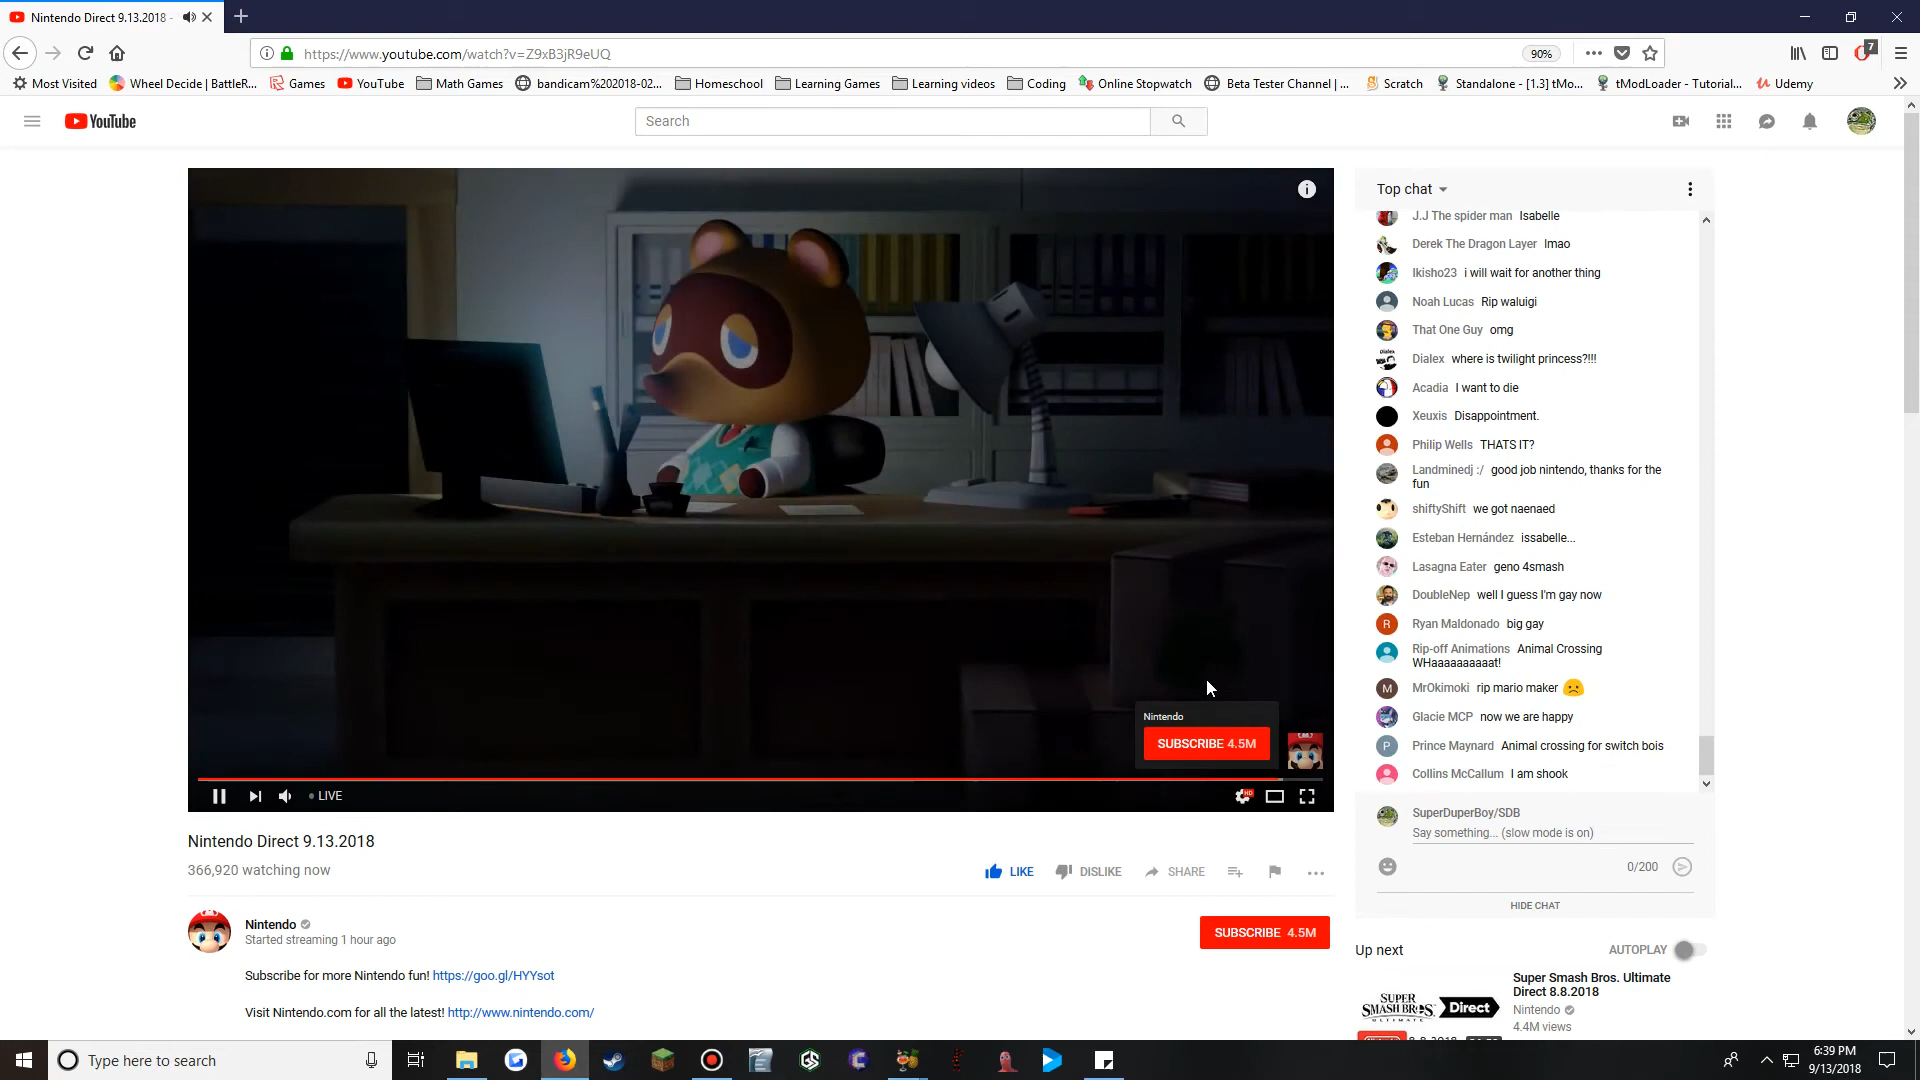 Nintendo Direct 9.13.2018 -
https://www.youtube.com/watch?v=Z9xB3jR9eUQ
90%
7
Most Visited
Wheel Decide | BattleR...
Games
YouTube
Math Games
bandicam%202018-02...
Homeschool
Learning Games
Learning videos
Coding
Online Stopwatch
Beta Tester Channel | ...
Scratch
Standalone - [1.3] tMo...
tModLoader - Tutorial...
Udemy
YouTube
Search
Top chat
J.J The spider man Isabelle
Derek The Dragon Layer lmao
Ikisho23 i will wait for another thing
Noah Lucas Rip waluigi
That One Guy omg
Dialex where is twilight princess?!!!
Acadia I want to die
Xeuxis Disappointment.
Philip Wells THATS IT?
Landminedj :/ good job nintendo, thanks for the
fun
shiftyShift we got naenaed
Esteban Hernández issabelle...
Lasagna Eater geno 4smash
DoubleNep well I guess I'm gay now
R Ryan Maldonado big gay
Rip-off Animations Animal Crossing
WHaaaaaaaaaat!
M MrOkimoki rip mario maker
Glacie MCP now we are happy
P Prince Maynard Animal crossing for switch bois
Collins McCallum I am shook
SuperDuperBoy/SDB
Say something... (slow mode is on)
0/200
HIDE CHAT
Nintendo
SUBSCRIBE 4.5M
LIVE
HD
Nintendo Direct 9.13.2018
366,920 watching now
LIKE
DISLIKE
SHARE
Nintendo
Started streaming 1 hour ago
SUBSCRIBE 4.5M
Subscribe for more Nintendo fun! https://goo.gl/HYYsot
Visit Nintendo.com for all the latest! http://www.nintendo.com/
Up next
AUTOPLAY
SUPER
SMASH BROS.
ULTIMATE
Direct
8.8.2018
Super Smash Bros. Ultimate
Direct 8.8.2018
Nintendo
4.4M views
Type here to search
6:39 PM
9/13/2018